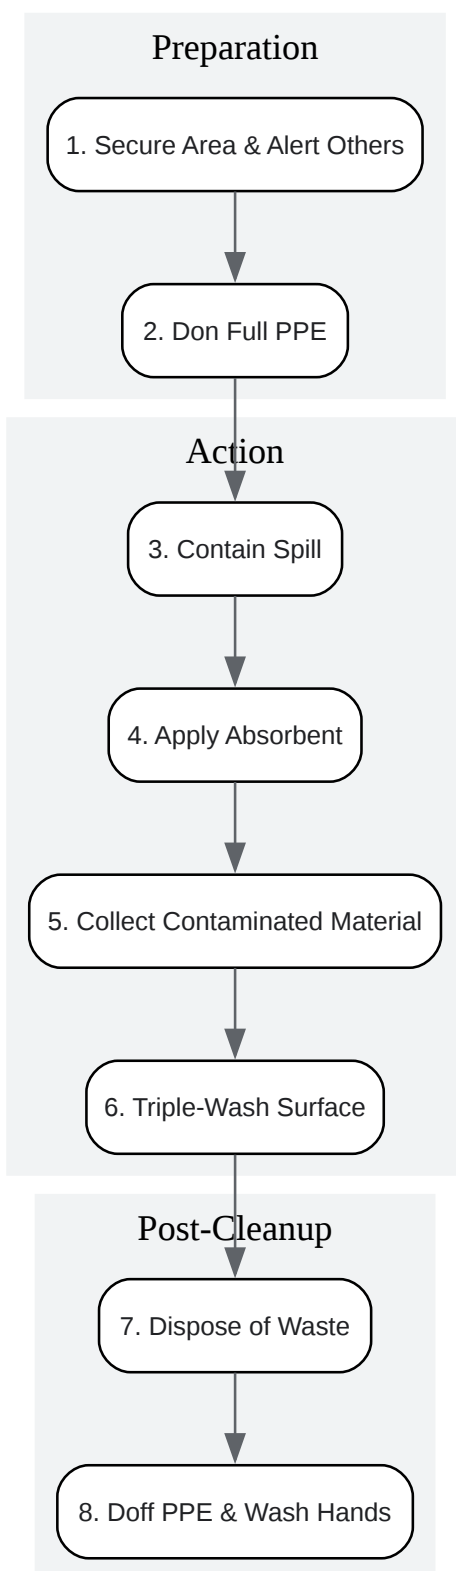 Preparation
1. Secure Area & Alert Others
2. Don Full PPE
Action
3. Contain Spill
4. Apply Absorbent
5. Collect Contaminated Material
6. Triple-Wash Surface
Post-Cleanup
7. Dispose of Waste
8. Doff PPE & Wash Hands